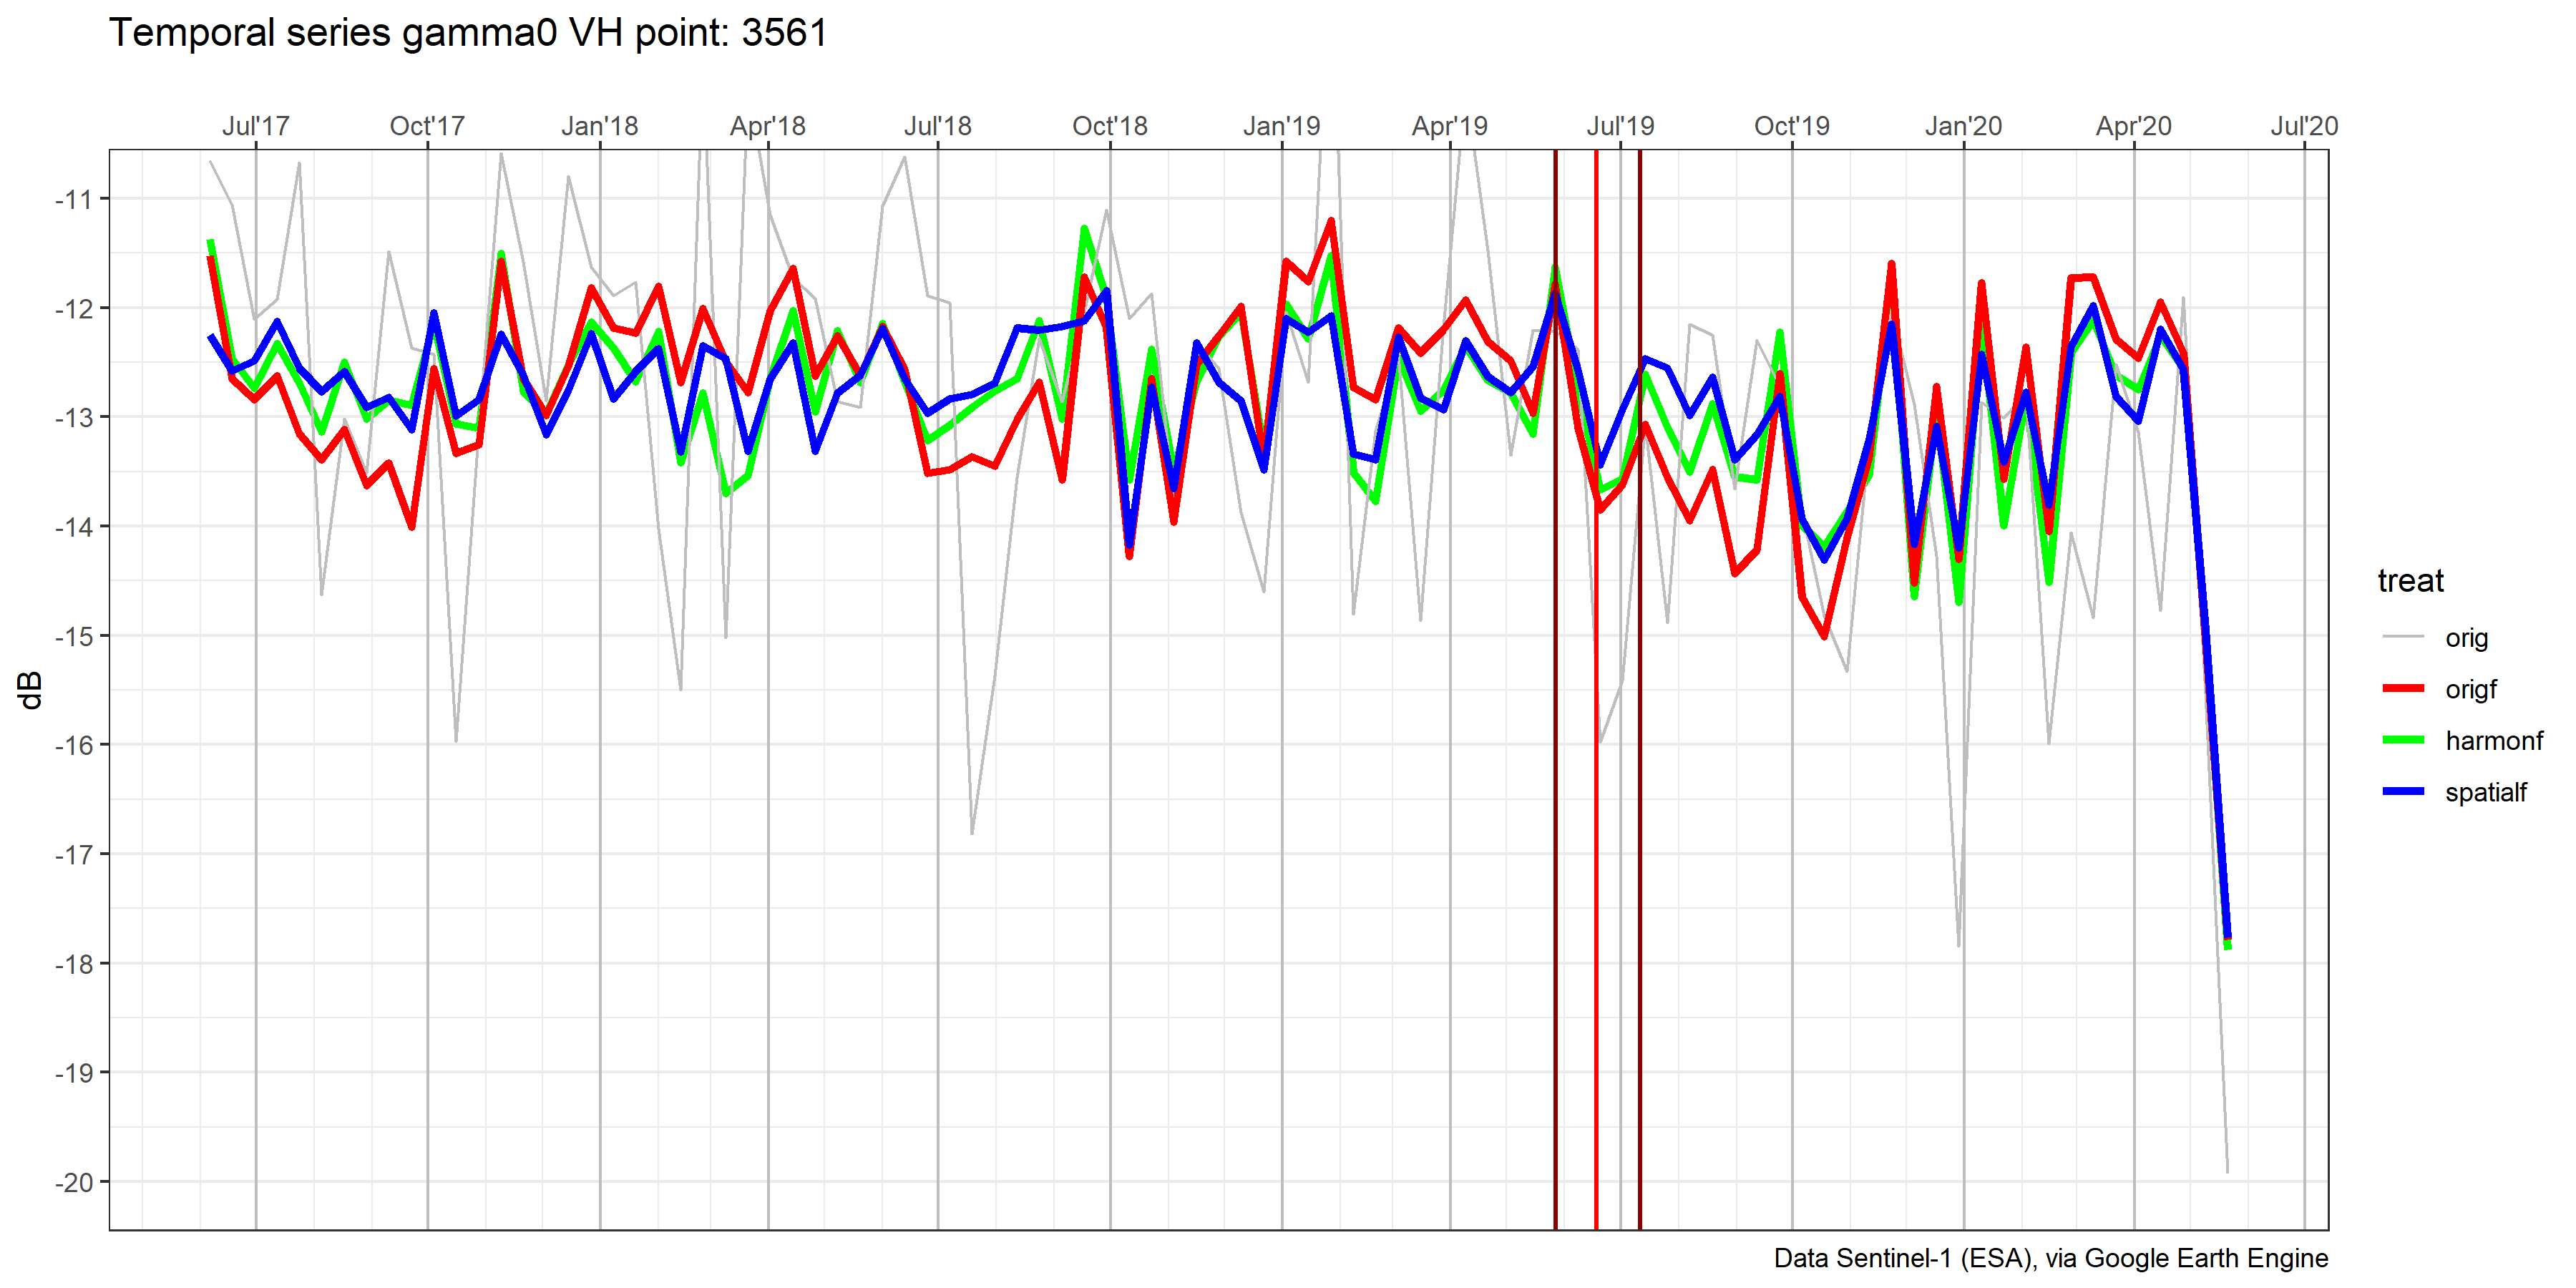 Temporal series gamma0 VH point: 3561
Jul'17 Oct'17 Jan'18 Apr'18 Jul'18 Oct'18 Jan'19 Apr'19 Jul'19 Oct'19 Jan'20 Apr'20 Jul'20
-11
-12
-13
-14
-15
-16
-17
-18
-19
-20
dB
treat
orig
origf
harmonf
spatialf
Data Sentinel-1 (ESA), via Google Earth Engine